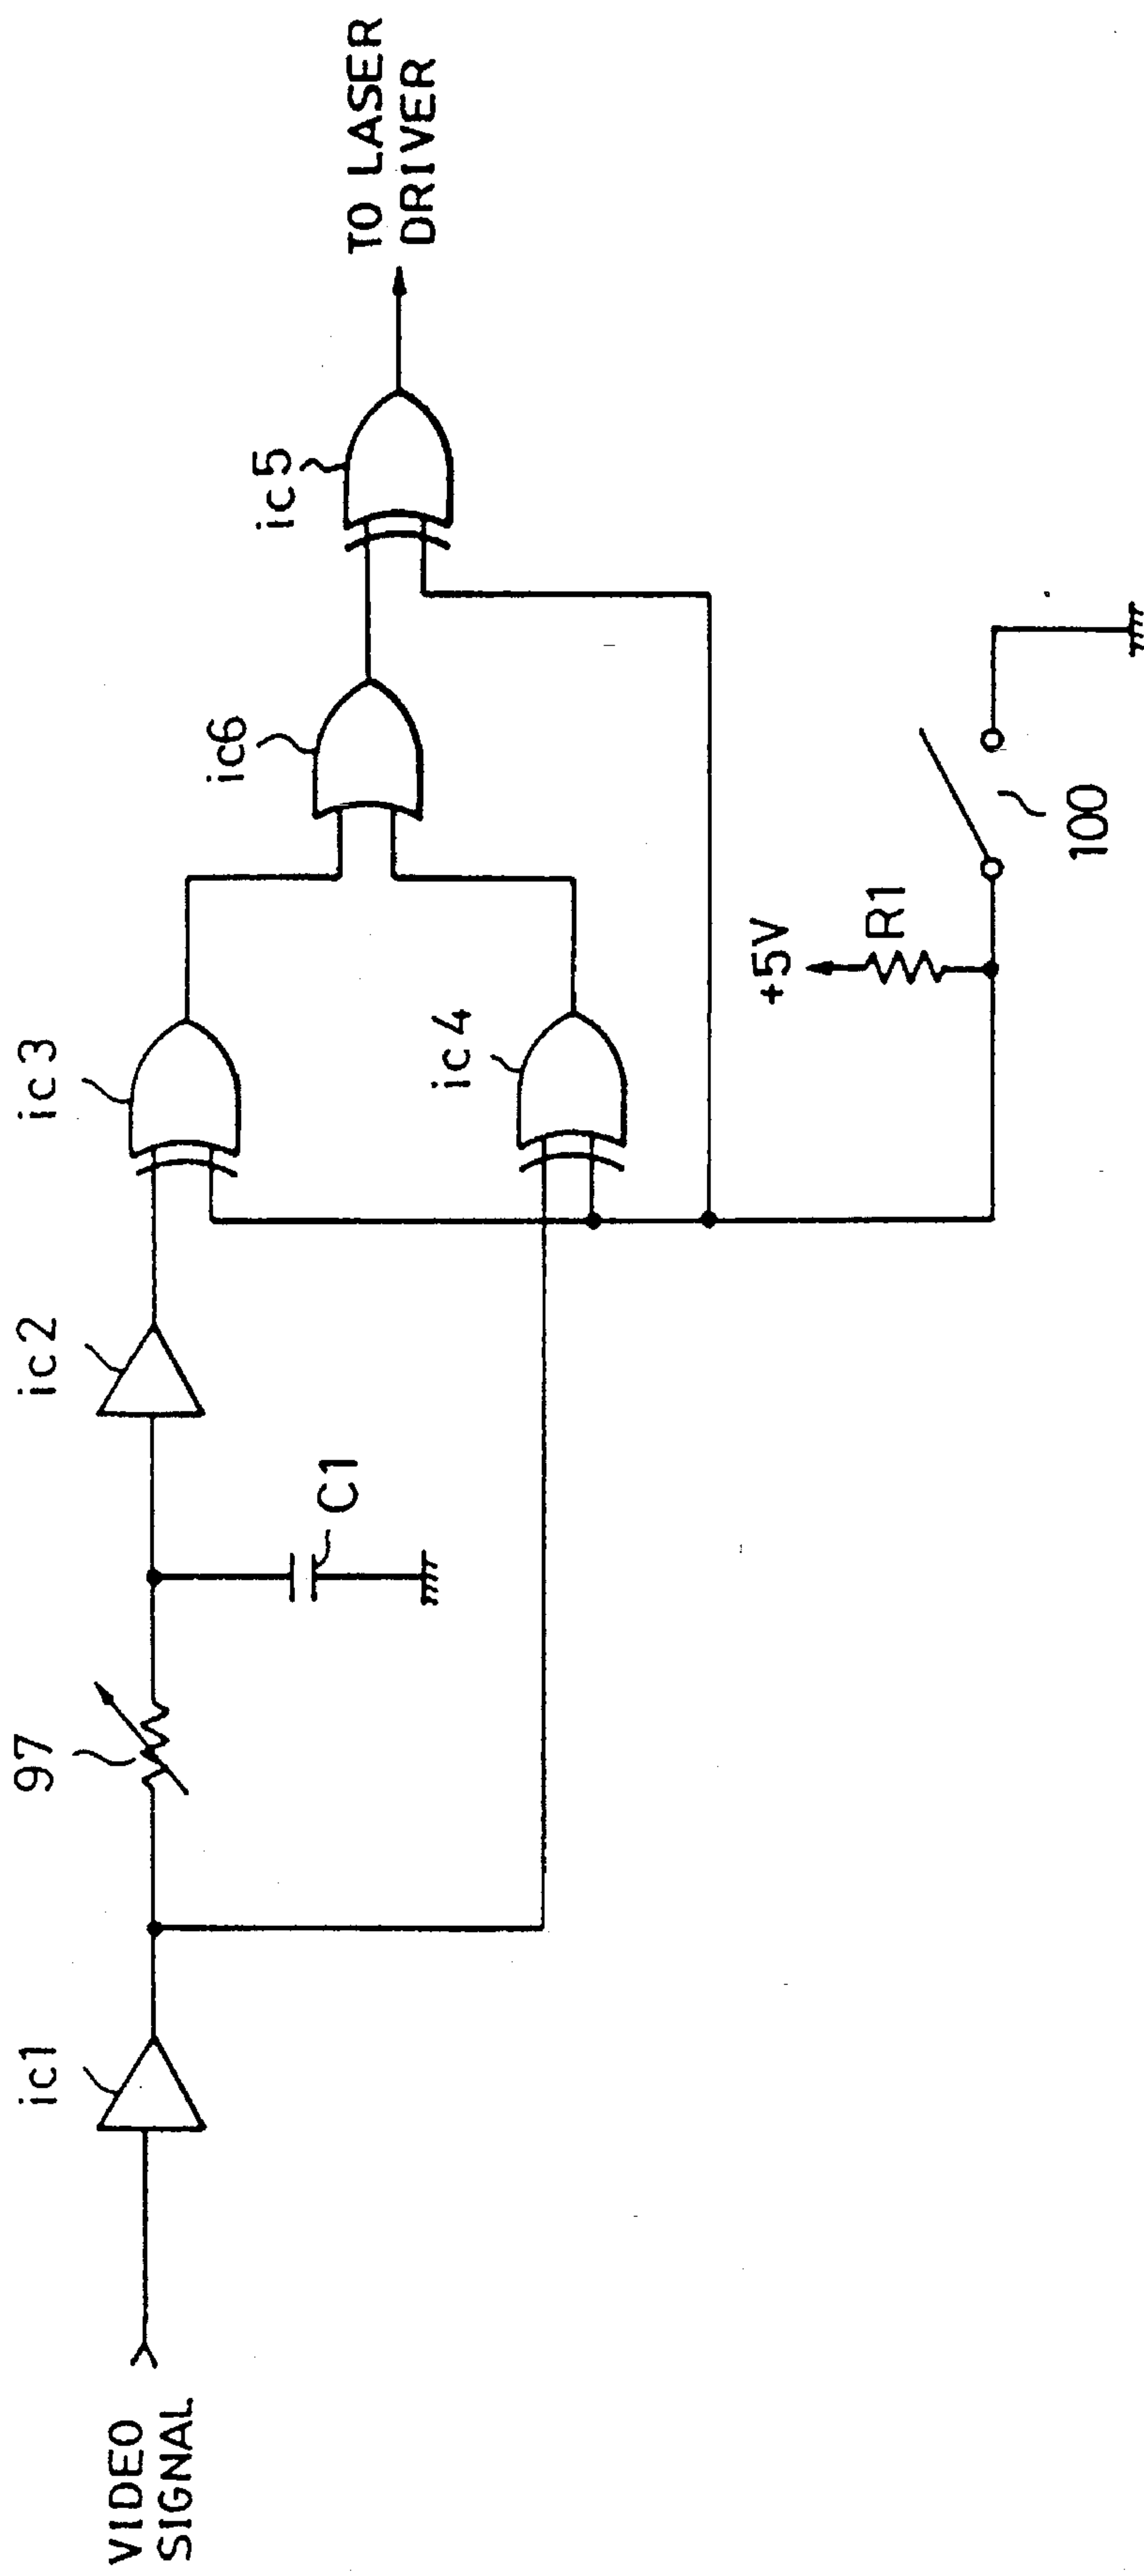 VIDEO
SIGNAL
ic1
97
C1
ic2
ic3
ic4
ic6
ic5
TO LASER
DRIVER
+5V
R1
100